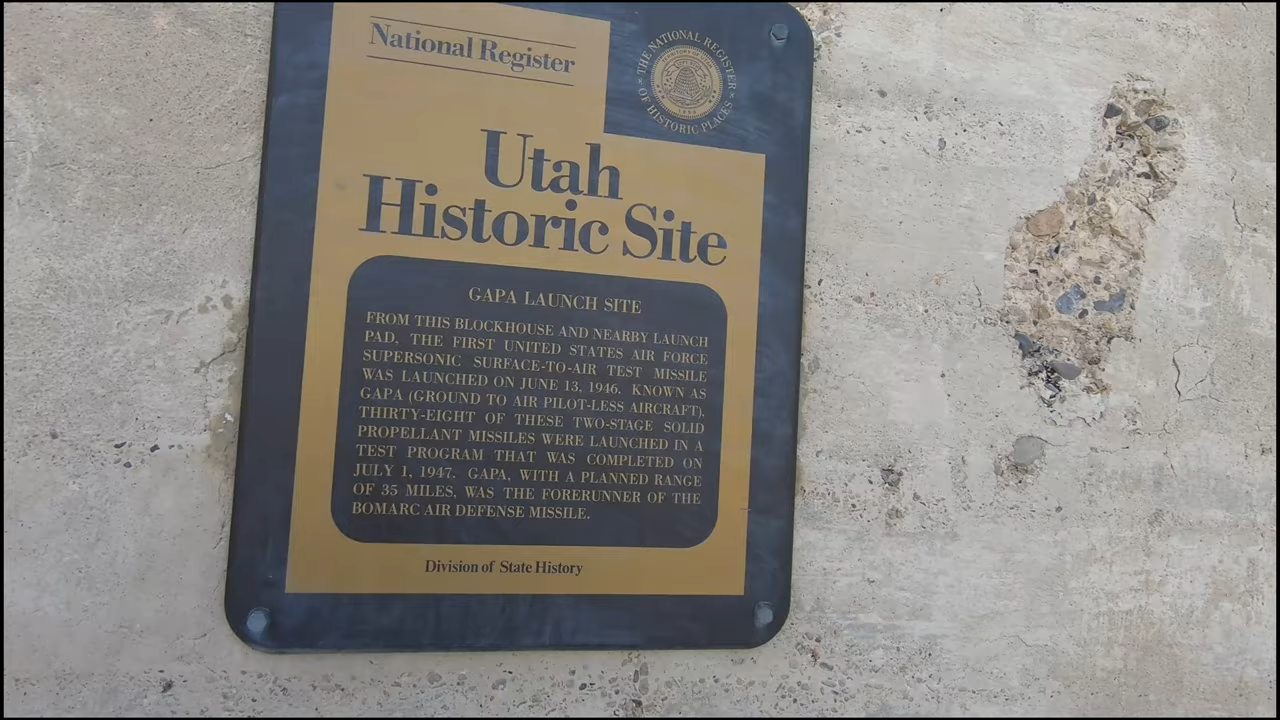 National Register
THE NATIONAL REGISTER
OF HISTORIC PLACES
Utah
Historic Site
GAPA LAUNCH SITE
FROM THIS BLOCKHOUSE AND NEARBY LAUNCH
PAD, THE FIRST UNITED STATES AIR FORCE
SUPERSONIC SURFACE-TO-AIR TEST MISSILE
WAS LAUNCHED ON JUNE 13, 1946. KNOWN AS
GAPA (GROUND TO AIR PILOT-LESS AIRCRAFT),
THIRTY-EIGHT OF THESE TWO-STAGE SOLID
PROPELLANT MISSILES WERE LAUNCHED IN A
TEST PROGRAM THAT WAS COMPLETED ON
JULY 1, 1947. GAPA, WITH A PLANNED RANGE
OF 35 MILES, WAS THE FORERUNNER OF THE
BOMARC AIR DEFENSE MISSILE.
Division of State History